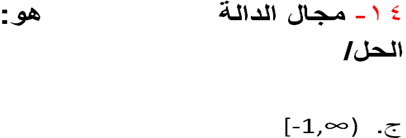 ١٤- مجال الدالة هو:
الحل/
ج. [-1,∞)